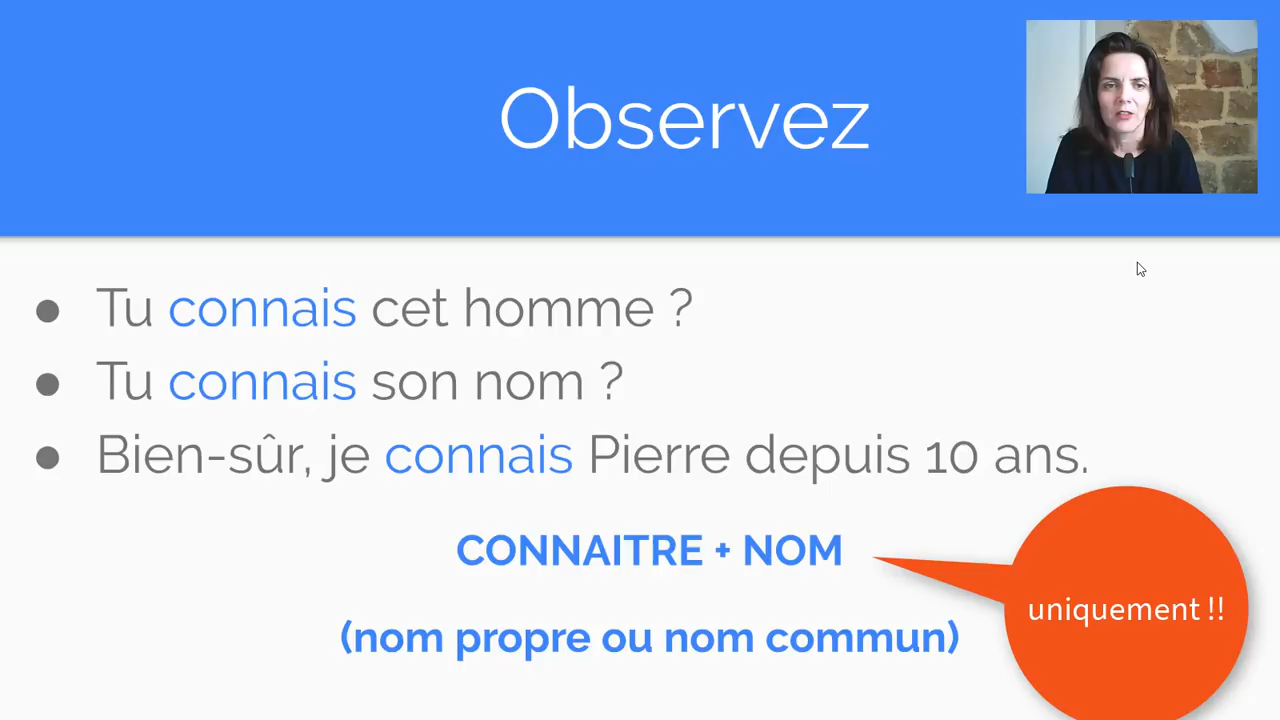 Observez
● Tu connais cet homme ?
● Tu connais son nom ?
● Bien-sûr, je connais Pierre depuis 10 ans.
CONNAITRE + NOM
uniquement !!
(nom propre ou nom commun)